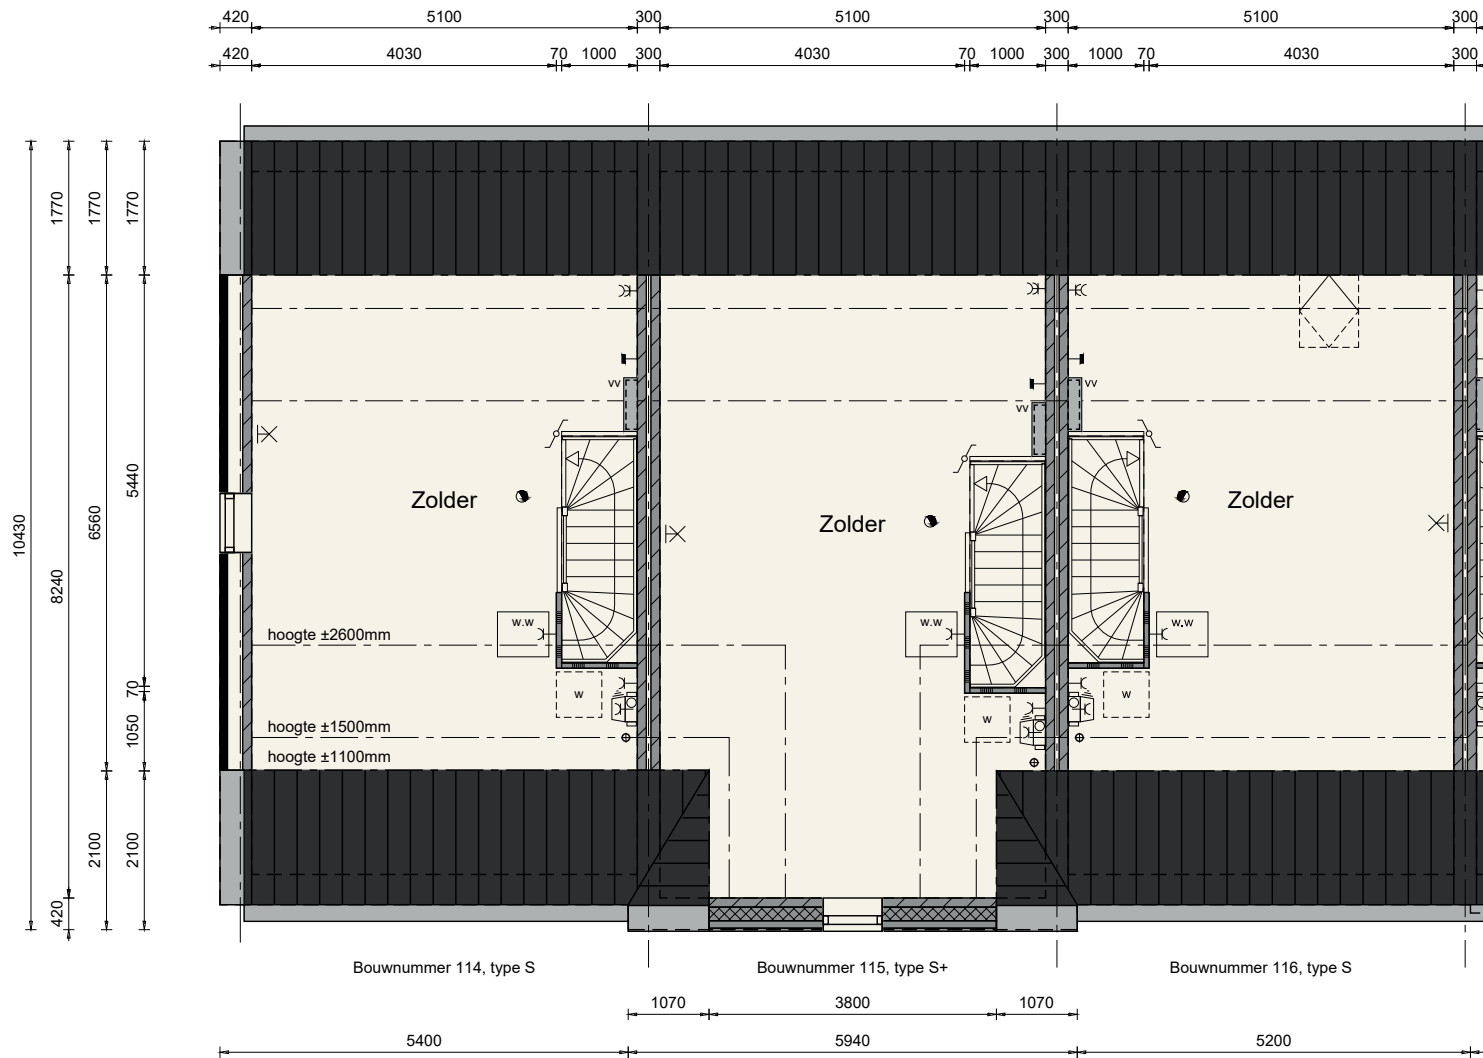 420 5100 300 5100 300 5100 300
420 4030 70 1000 300 4030 70 1000 300 1000 70 4030 300
1770 1770 1770
vv vv
vv
5440
Zolder Zolder
Zolder
6560
10430
8240
w.w w.w w.w
hoogte ±2600mm
70
w w
w
1050
hoogte ±1500mm
hoogte ±1100mm
2100 2100
420
Bouwnummer 114, type S Bouwnummer 115, type S+ Bouwnummer 116, type S
1070 3800 1070
5400 5940 5200